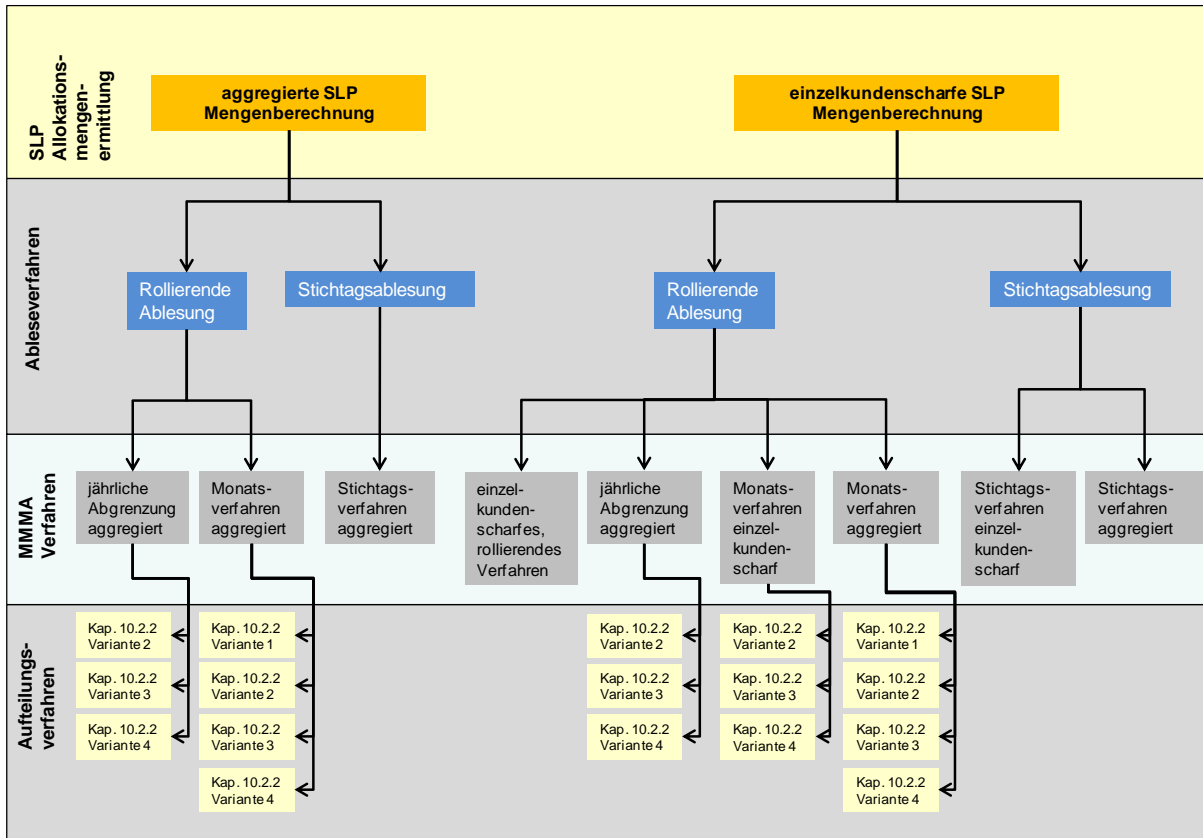 SLP
Allokations-
mengen-
ermittlung
aggregierte SLP
Mengenberechnung
einzelkundenscharfe SLP
Mengenberechnung
Ableseverfahren
Rollierende
Ablesung
Stichtagsablesung
Rollierende
Ablesung
Stichtagsablesung
MMMA
Verfahren
jährliche
Abgrenzung
aggregiert
Monats-
verfahren
aggregiert
Stichtags-
verfahren
aggregiert
einzel-
kunden-
scharfes,
rollierendes
Verfahren
jährliche
Abgrenzung
aggregiert
Monats-
verfahren
einzel-
kunden-
scharf
Monats-
verfahren
aggregiert
Stichtags-
verfahren
einzel-
kunden-
scharf
Stichtags-
verfahren
aggregiert
Aufteilungs-
verfahren
Kap. 10.2.2
Variante 2
Kap. 10.2.2
Variante 3
Kap. 10.2.2
Variante 4
Kap. 10.2.2
Variante 1
Kap. 10.2.2
Variante 2
Kap. 10.2.2
Variante 3
Kap. 10.2.2
Variante 4
Kap. 10.2.2
Variante 2
Kap. 10.2.2
Variante 3
Kap. 10.2.2
Variante 4
Kap. 10.2.2
Variante 2
Kap. 10.2.2
Variante 3
Kap. 10.2.2
Variante 4
Kap. 10.2.2
Variante 1
Kap. 10.2.2
Variante 2
Kap. 10.2.2
Variante 3
Kap. 10.2.2
Variante 4